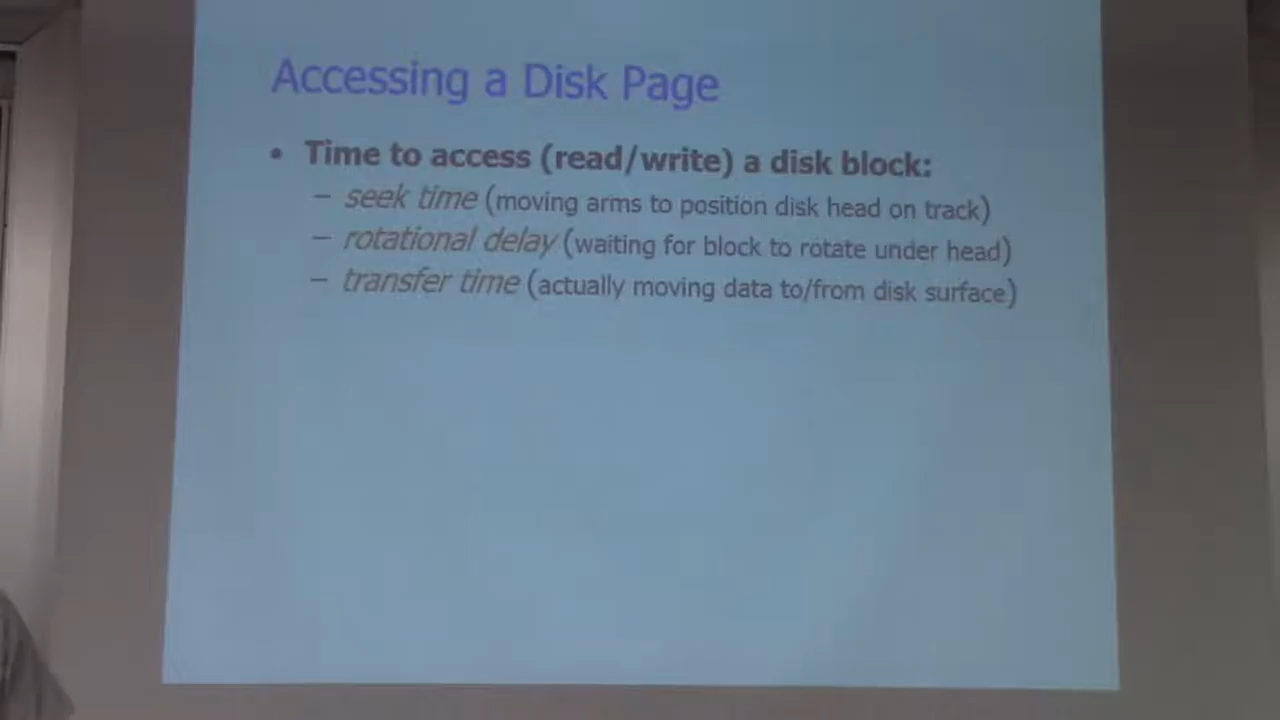 Accessing a Disk Page
• Time to access (read/write) a disk block:
– seek time (moving arms to position disk head on track)
– rotational delay (waiting for block to rotate under head)
– transfer time (actually moving data to/from disk surface)